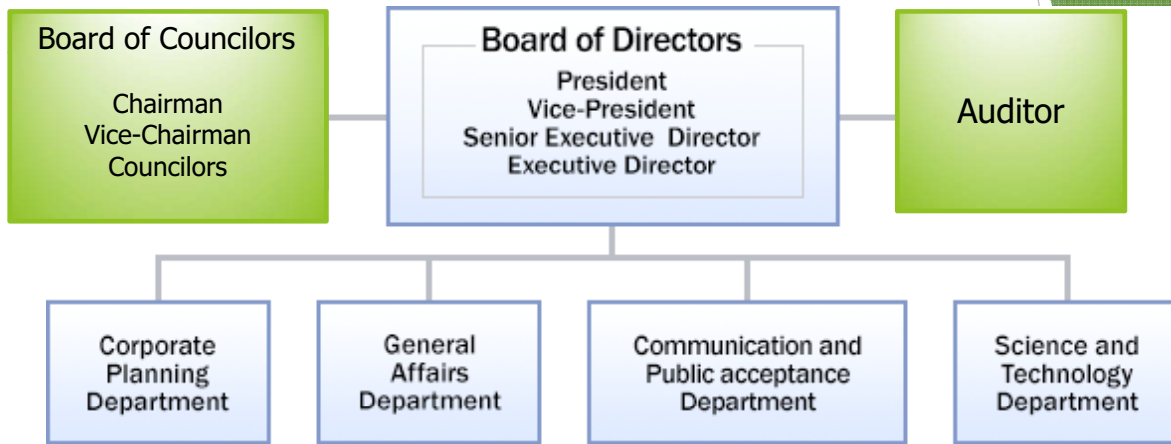 Board of Councilors
Chairman
Vice-Chairman
Councilors
Board of Directors
President
Vice-President
Senior Executive Director
Executive Director
Auditor
Corporate
Planning
Department
General
Affairs
Department
Communication and
Public acceptance
Department
Science and
Technology
Department